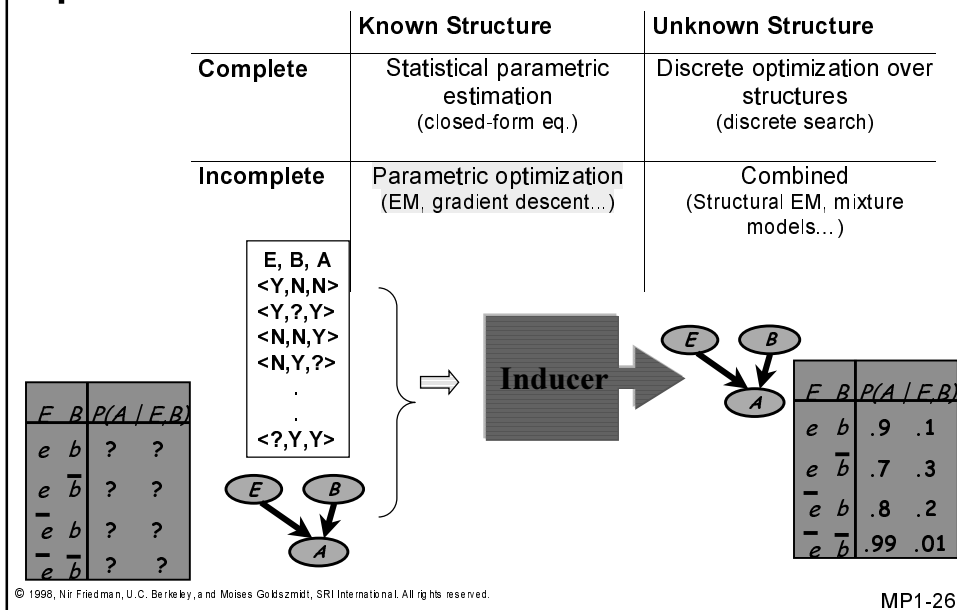 Known Structure Unknown Structure
Complete Statistical parametric Discrete optimization over
estimation structures
(closed-form eq.) (discrete search)
Incomplete Parametric optimization Combined
(EM, gradient descent...) (Structural EM, mixture
models...)
E, B, A
<Y,N,N>
<Y,?,Y>
<N,N,Y>
<N,Y,?>
.
.
<?,Y,Y>
E B P(A | E,B)
e b ? ?
e b̅ ? ?
e̅ b ? ?
e̅ b̅ ? ?
E B
A
Inducer
E B
A
E B P(A | E,B)
e b .9 .1
e b̅ .7 .3
e̅ b .8 .2
e̅ b̅ .99 .01
© 1998, Nir Friedman, U.C. Berkeley, and Moises Goldszmidt, SRI International. All rights reserved.
MP1-26